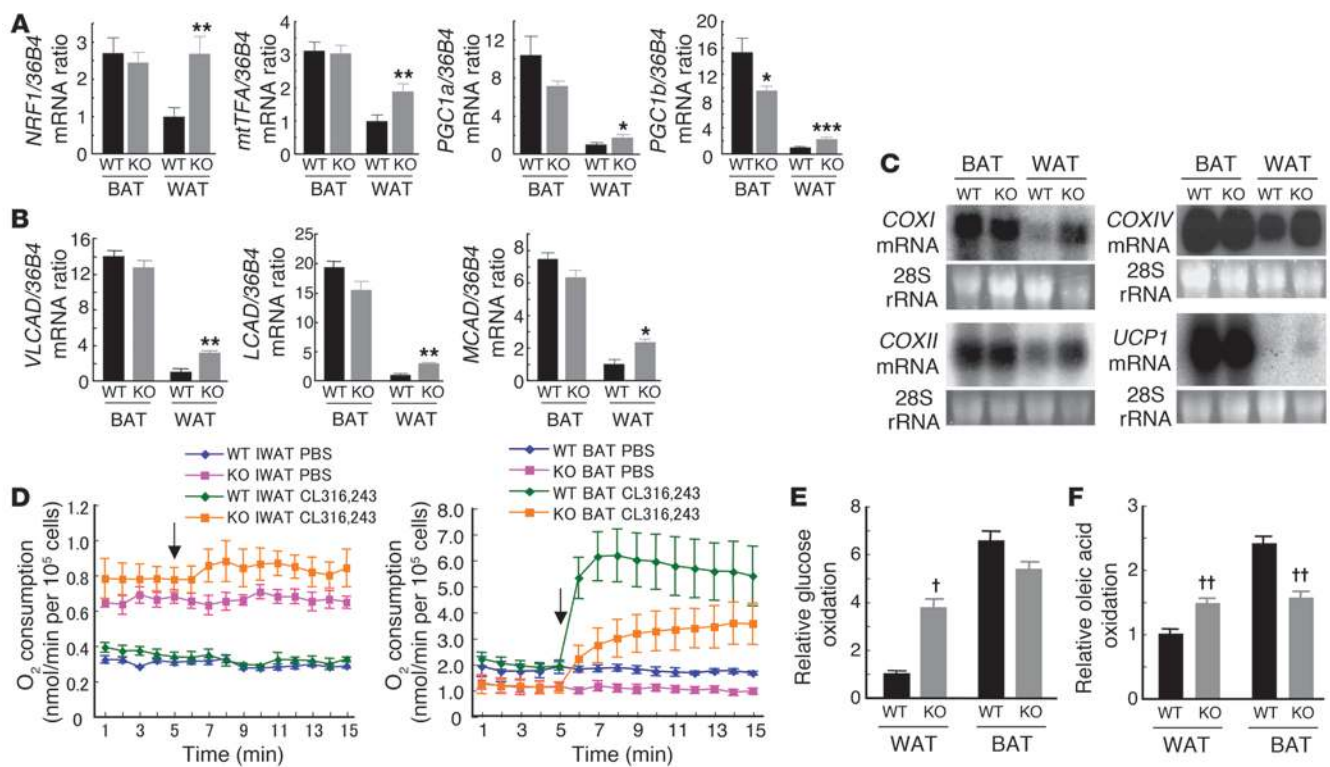 A
NRF1/36B4
mRNA ratio
3
2
1
0
**
WT KO
WT KO
BAT
WAT
mtTFA/36B4
mRNA ratio
4
3
2
1
0
**
WT KO
WT KO
BAT
WAT
PGC1a/36B4
mRNA ratio
12
8
4
0
*
WT KO
WT KO
BAT
WAT
PGC1b/36B4
mRNA ratio
20
16
12
8
4
0
*
***
WT KO
WT KO
BAT
WAT
B
VLCAD/36B4
mRNA ratio
16
12
8
4
0
**
WT KO
WT KO
BAT
WAT
LCAD/36B4
mRNA ratio
25
20
15
10
5
0
**
WT KO
WT KO
BAT
WAT
MCAD/36B4
mRNA ratio
8
6
4
2
0
*
WT KO
WT KO
BAT
WAT
C
BAT WAT
WT KO WT KO
COXI
mRNA
28S
rRNA
COXII
mRNA
28S
rRNA
BAT WAT
WT KO WT KO
COXIV
mRNA
28S
rRNA
UCP1
mRNA
28S
rRNA
D
WT IWAT PBS
KO IWAT PBS
WT IWAT CL316,243
KO IWAT CL316,243
O2 consumption
(nmol/min per 10⁵ cells)
1.2
1.0
0.8
0.6
0.4
0
1 3 5 7 9 11 13 15
Time (min)
WT BAT PBS
KO BAT PBS
WT BAT CL316,243
KO BAT CL316,243
O2 consumption
(nmol/min per 10⁵ cells)
8.0
7.0
6.0
5.0
4.0
3.0
2.0
1.0
0
1 3 5 7 9 11 13 15
Time (min)
E
Relative glucose
oxidation
8
6
4
2
0
†
WT KO
WT KO
WAT
BAT
F
Relative oleic acid
oxidation
3
2
1
0
††
††
WT KO
WT KO
WAT
BAT